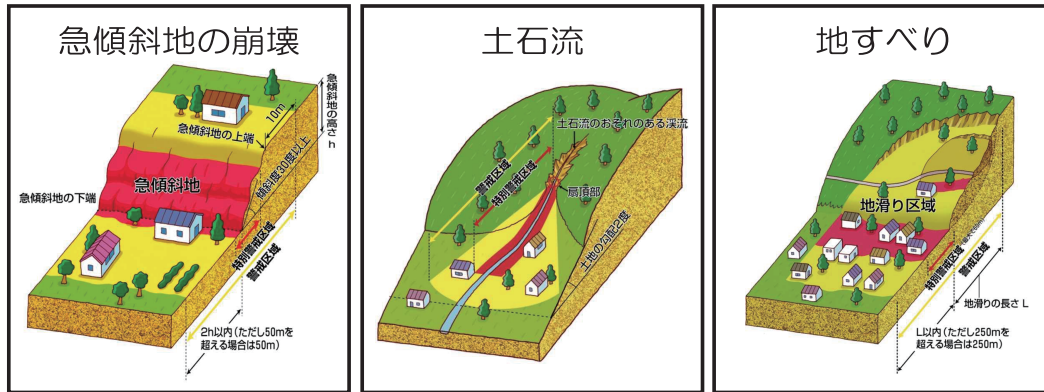 急傾斜地の崩壊
急傾斜地の高さh
10m
急傾斜地の上端
傾斜度30度以上
急傾斜地
急傾斜地の下端
特別警戒区域
警戒区域
2h以内(ただし50mを
超える場合は50m)
土石流
土石流のおそれのある渓流
警戒区域
特別警戒区域
扇頂部
土地の勾配2度
地すべり
地滑り区域
特別警戒区域
警戒区域
地滑りの長さ L
L以内(ただし250mを
超える場合は250m)